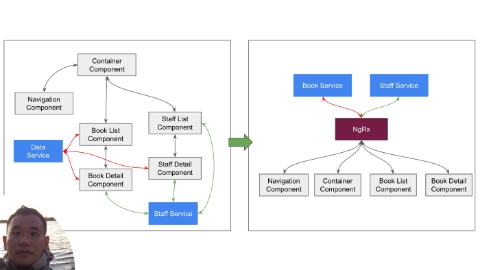 Container
Component
Navigation
Component
Book List
Component
Staff List
Component
Data
Service
Book Detail
Component
Staff Detail
Component
Staff Service
Book Service
Staff Service
NgRx
Navigation
Component
Container
Component
Book List
Component
Book Detail
Component